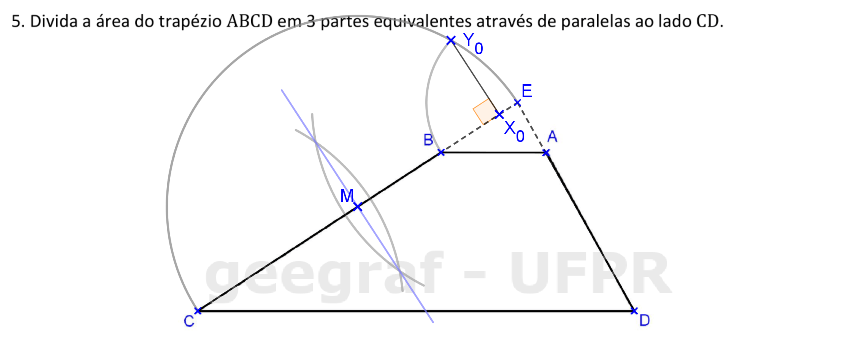 5. Divida a área do trapézio ABCD em 3 partes equivalentes através de paralelas ao lado CD.
Y0
E
X0
A
B
M
geegraf - UFPR
C
D